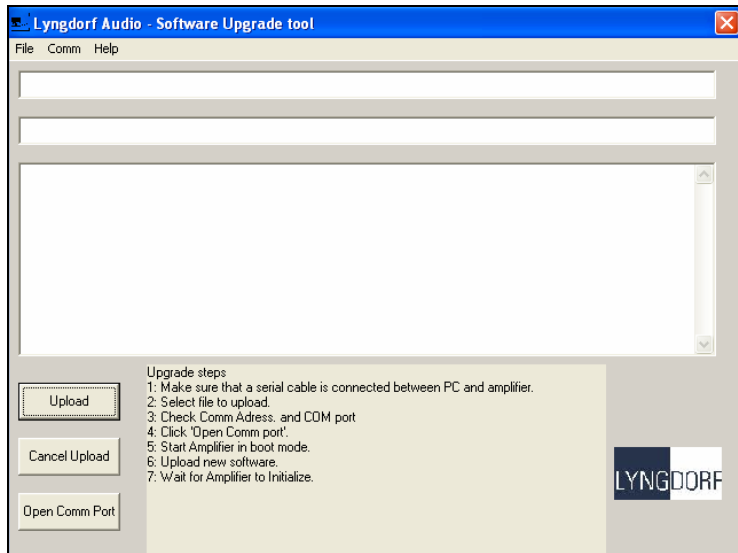 Lyngdorf Audio - Software Upgrade tool
File Comm Help
Upgrade steps
1: Make sure that a serial cable is connected between PC and amplifier.
2: Select file to upload.
3: Check Comm Adress. and COM port
4: Click 'Open Comm port'.
5: Start Amplifier in boot mode.
6: Upload new software.
7: Wait for Amplifier to Initialize.
Upload
Cancel Upload
Open Comm Port
LYNGDORF